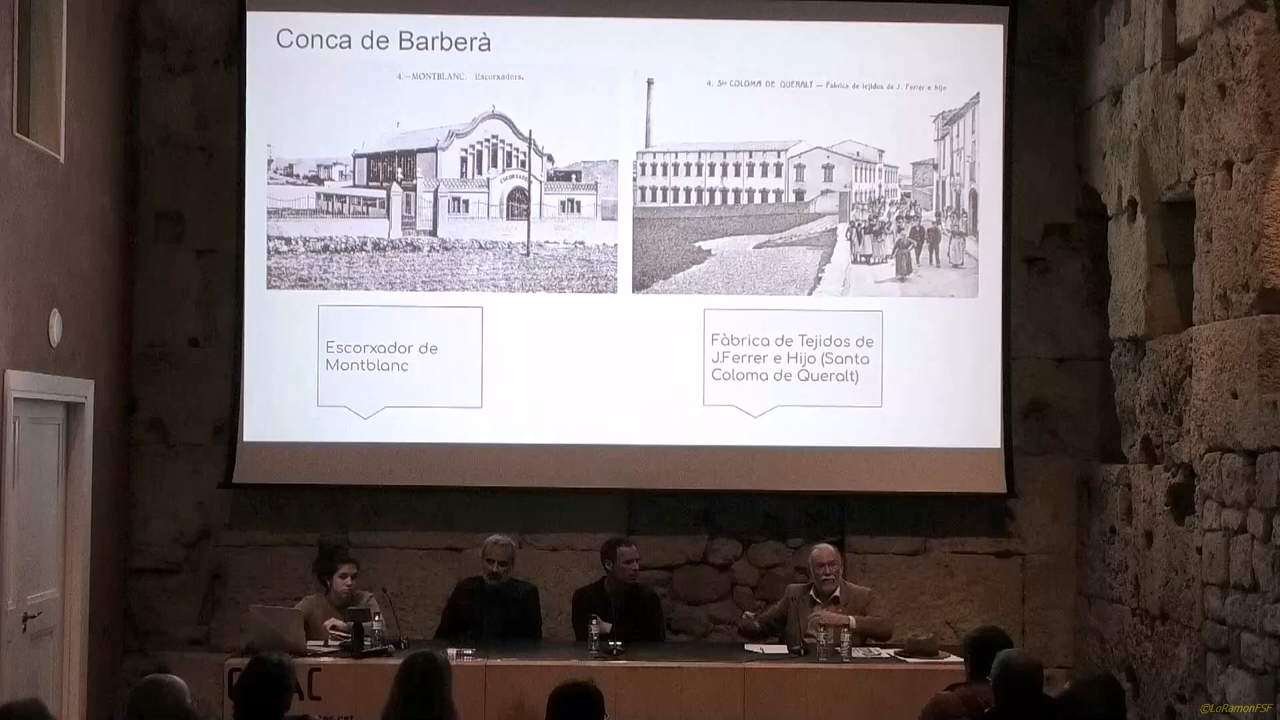 Conca de Barberà
4.—MONTBLANC. Escorxadors.
4. Sta COLOMA DE QUERALT — Fabrica de tejidos de J. Ferrer e hijo
ESCORXADOR
Escorxador de
Montblanc
Fàbrica de Tejidos de
J.Ferrer e Hijo (Santa
Coloma de Queralt)
©LoRamonFSF